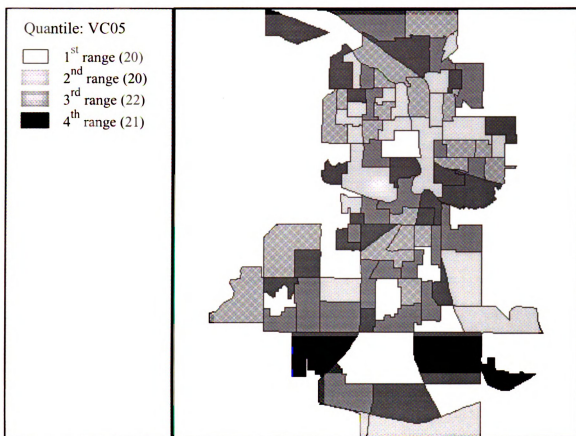 Quantile: VC05
1st range (20)
2nd range (20)
3rd range (22)
4th range (21)